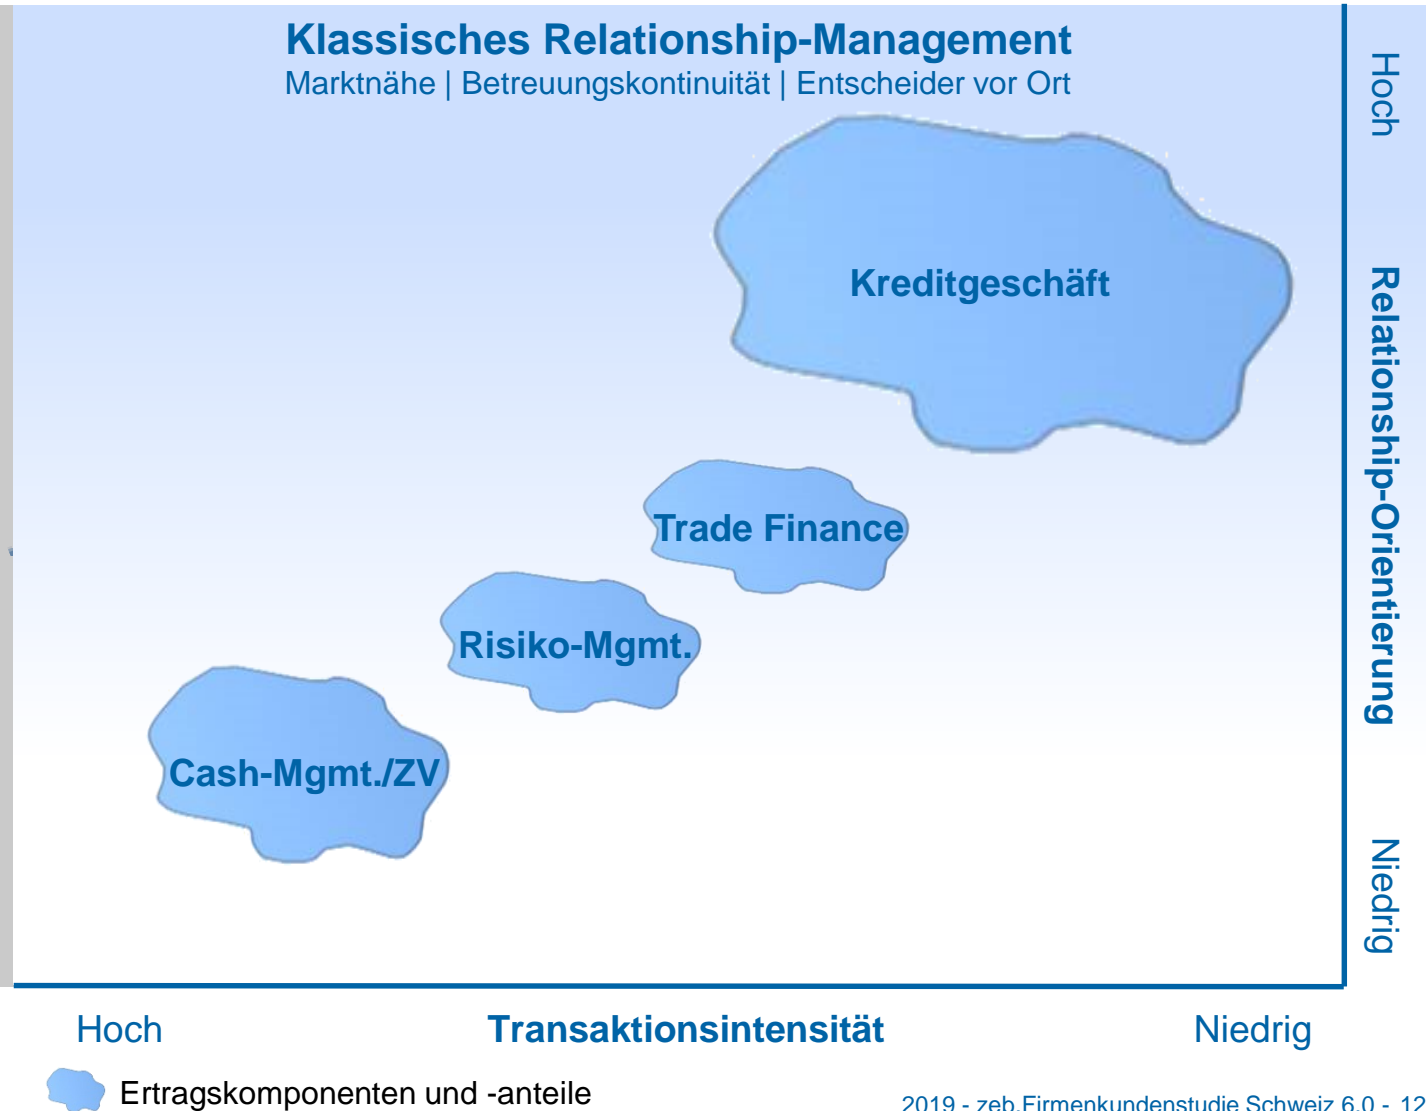 Klassisches Relationship-Management
Marktnähe | Betreuungskontinuität | Entscheider vor Ort
Hoch
Kreditgeschäft
Relationship-Orientierung
Trade Finance
Risiko-Mgmt.
Cash-Mgmt./ZV
Niedrig
Hoch
Transaktionsintensität
Niedrig
Ertragskomponenten und -anteile
2019 - zeb.Firmenkundenstudie Schweiz 6.0 - 12